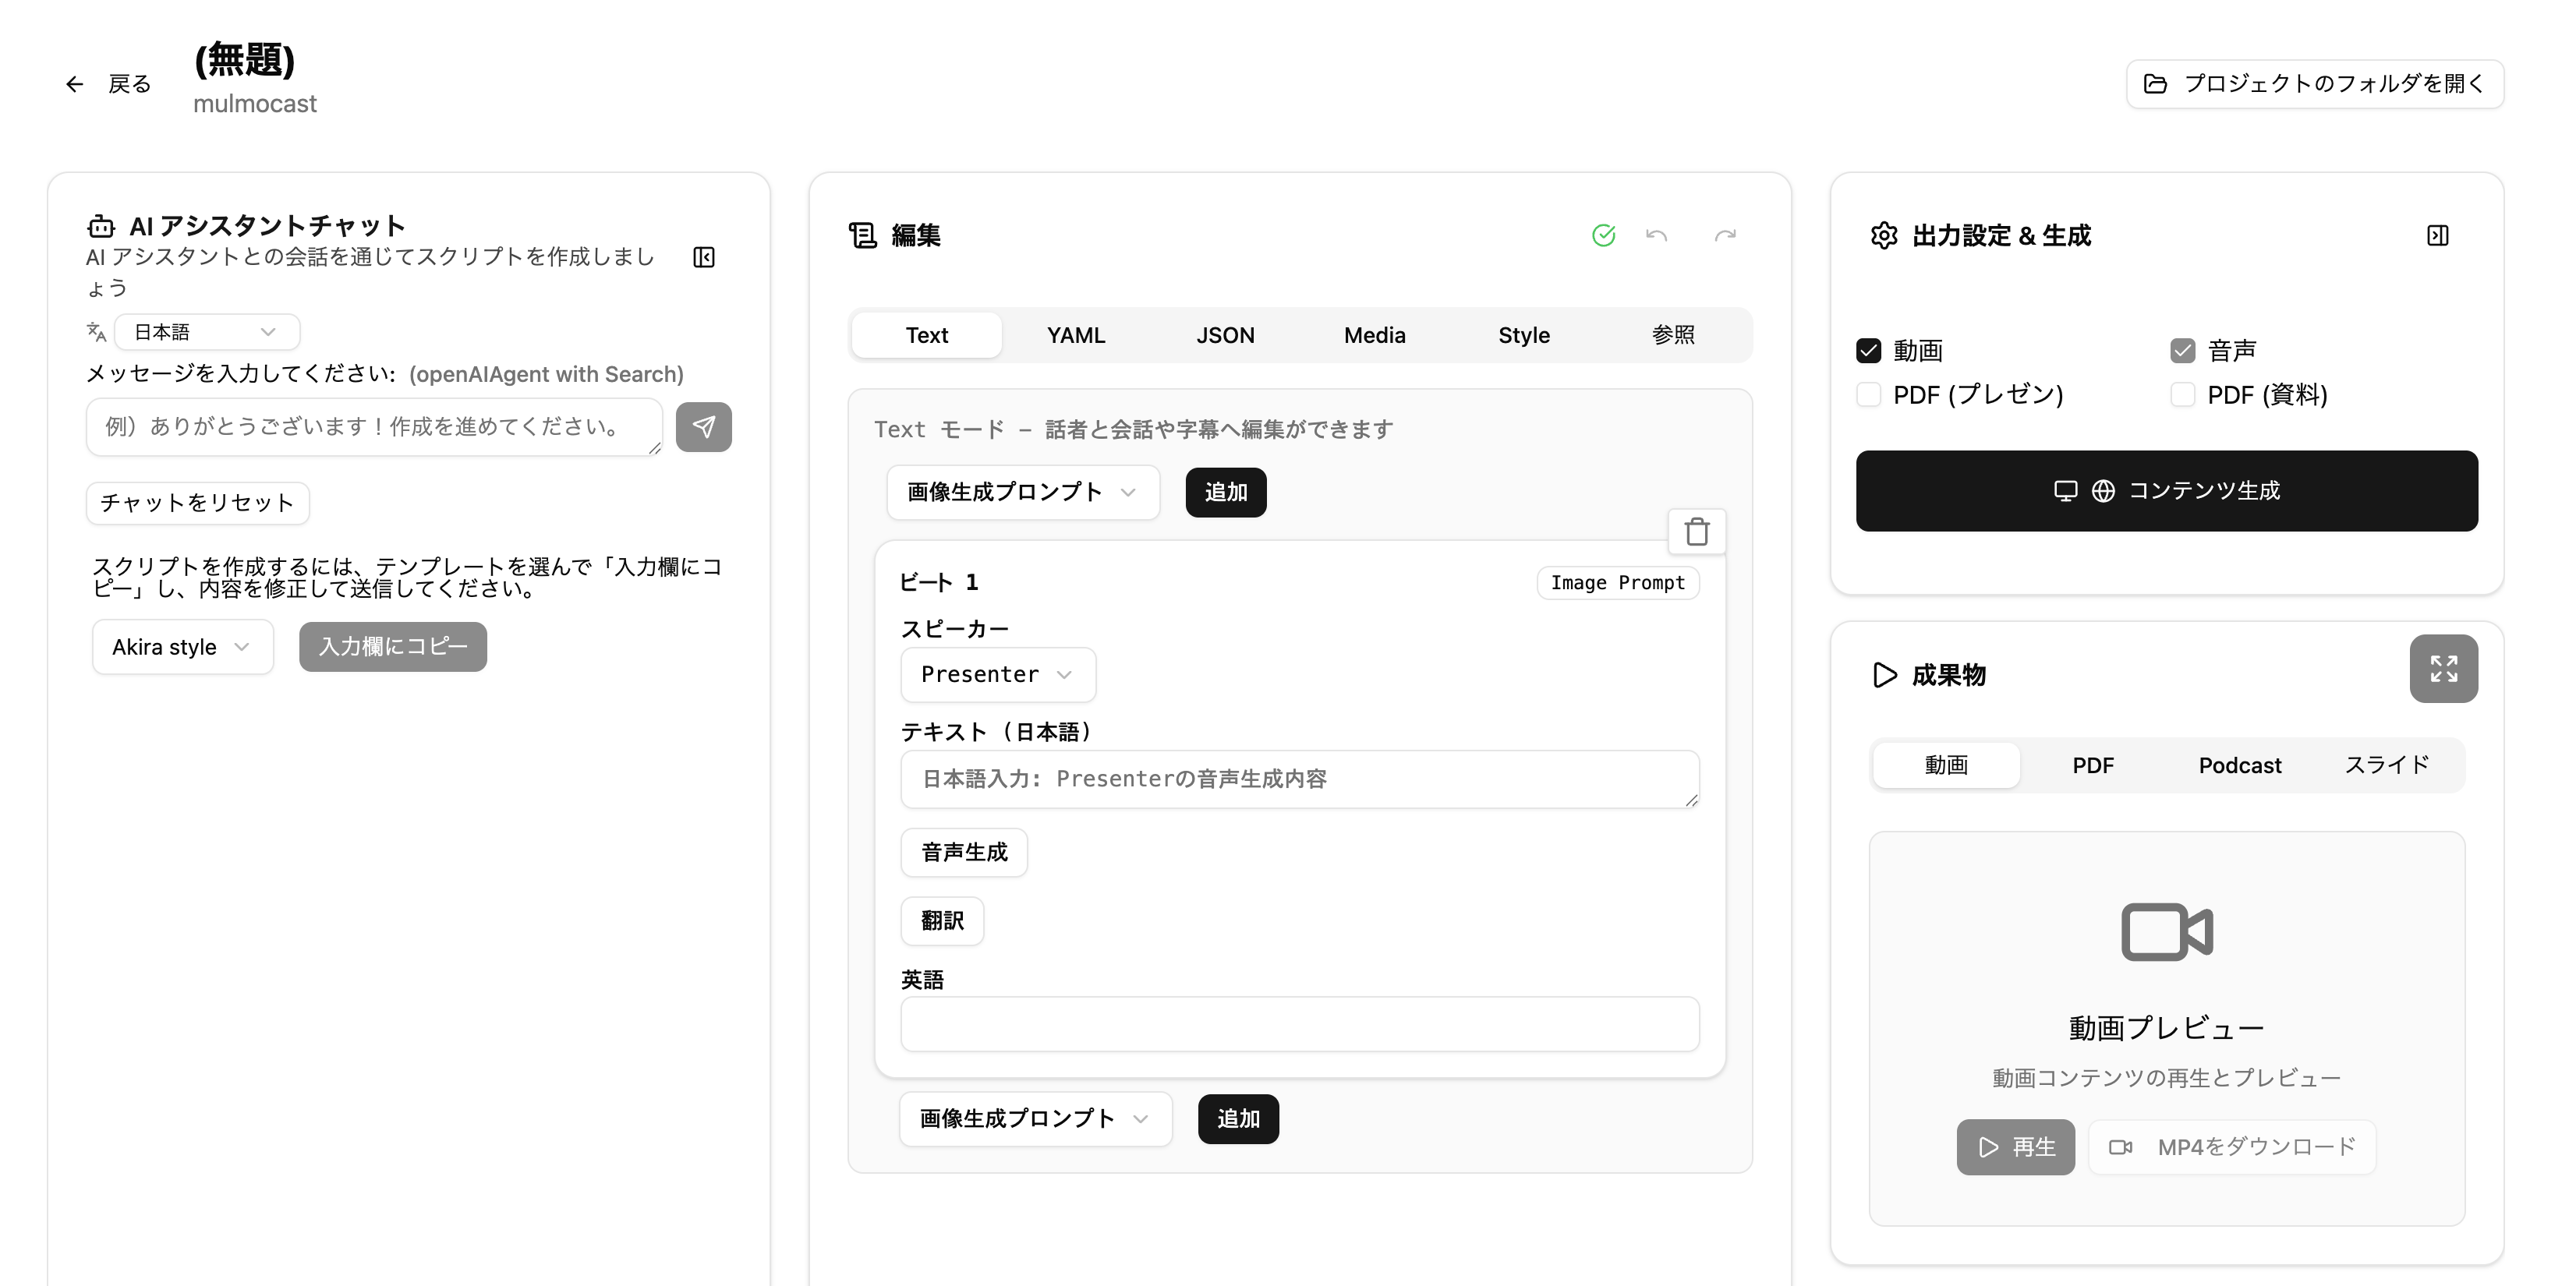 戻る
(無題)
mulmocast
プロジェクトのフォルダを開く
AI アシスタントチャット
AI アシスタントとの会話を通じてスクリプトを作成しまし
ょう
日本語
メッセージを入力してください: (openAIAgent with Search)
例）ありがとうございます！作成を進めてください。
チャットをリセット
スクリプトを作成するには、テンプレートを選んで「入力欄にコ
ピー」し、内容を修正して送信してください。
Akira style
入力欄にコピー
編集
Text YAML JSON Media Style 参照
Text モード - 話者と会話や字幕へ編集ができます
画像生成プロンプト
追加
ビート 1
Image Prompt
スピーカー
Presenter
テキスト (日本語)
日本語入力: Presenterの音声生成内容
音声生成
翻訳
英語
画像生成プロンプト
追加
出力設定 & 生成
動画
音声
PDF (プレゼン)
PDF (資料)
コンテンツ生成
成果物
動画 PDF Podcast スライド
動画プレビュー
動画コンテンツの再生とプレビュー
再生
MP4をダウンロード